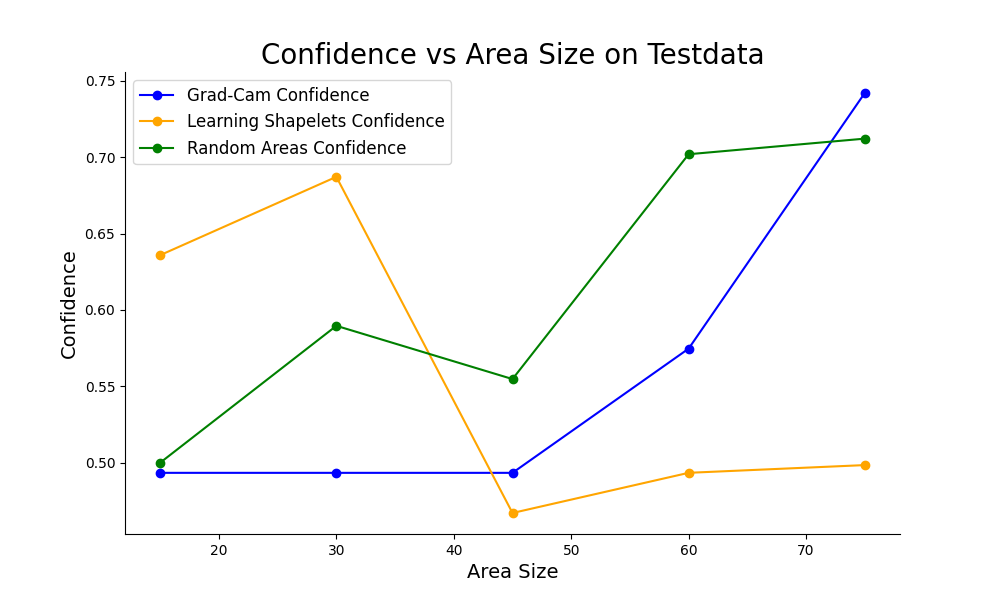 Confidence vs Area Size on Testdata
Grad-Cam Confidence
Learning Shapelets Confidence
Random Areas Confidence
Confidence
0.75
0.70
0.65
0.60
0.55
0.50
20 30 40 50 60 70
Area Size